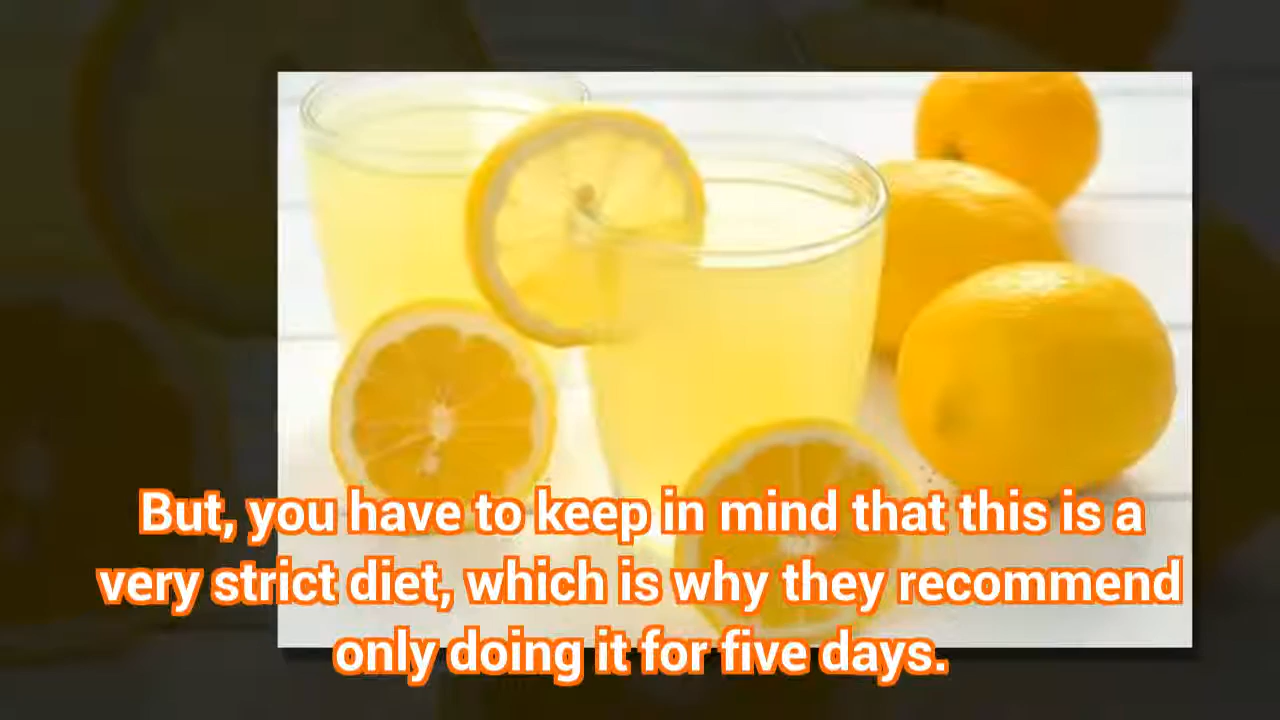 But, you have to keep in mind that this is a
very strict diet, which is why they recommend
only doing it for five days.